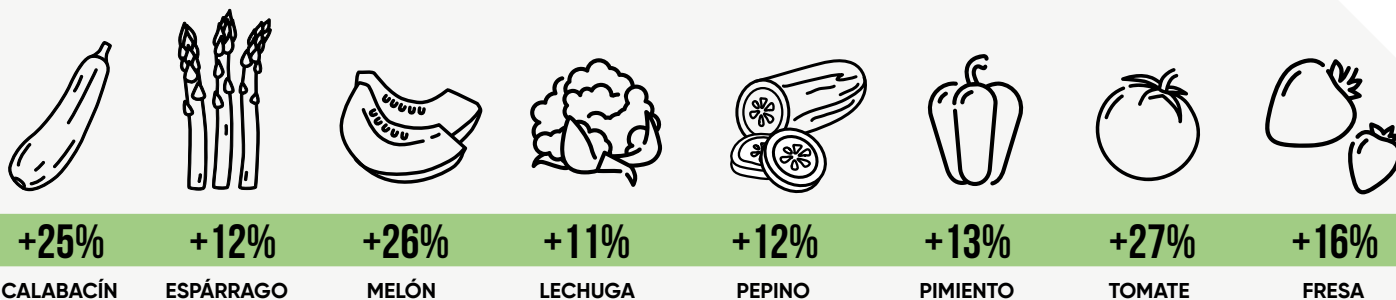 +25% +12% +26% +11% +12% +13% +27% +16%
CALABACÍN ESPÁRRAGO MELÓN LECHUGA PEPINO PIMIENTO TOMATE FRESA